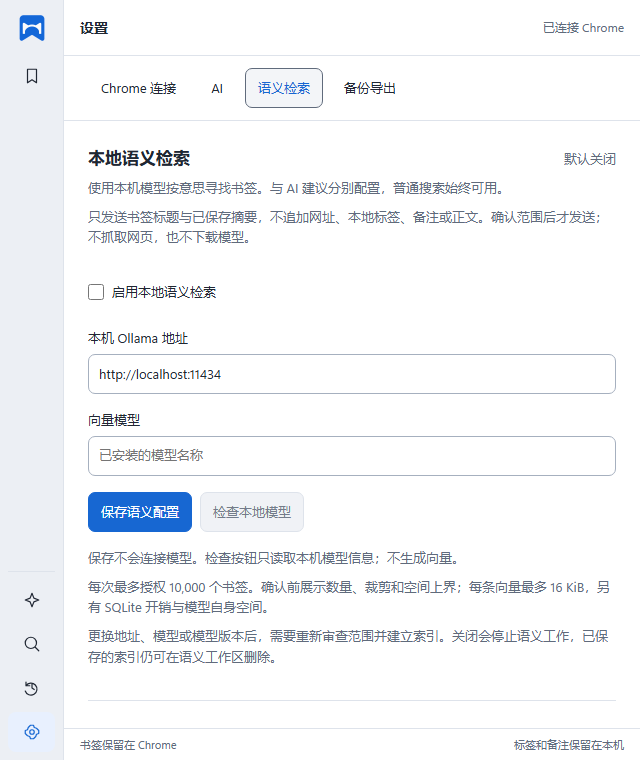 设置
已连接 Chrome
Chrome 连接
AI
语义检索
备份导出
本地语义检索
默认关闭
使用本机模型按意思寻找书签。与 AI 建议分别配置，普通搜索始终可用。
只发送书签标题与已保存摘要，不追加网址、本地标签、备注或正文。确认范围后才发送；
不抓取网页，也不下载模型。
启用本地语义检索
本机 Ollama 地址
http://localhost:11434
向量模型
已安装的模型名称
保存语义配置
检查本地模型
保存不会连接模型。检查按钮只读取本机模型信息；不生成向量。
每次最多授权 10,000 个书签。确认前展示数量、裁剪和空间上界；每条向量最多 16 KiB，另
有 SQLite 开销与模型自身空间。
更换地址、模型或模型版本后，需要重新审查范围并建立索引。关闭会停止语义工作，已保
存的索引仍可在语义工作区删除。
书签保留在 Chrome
标签和备注保留在本机